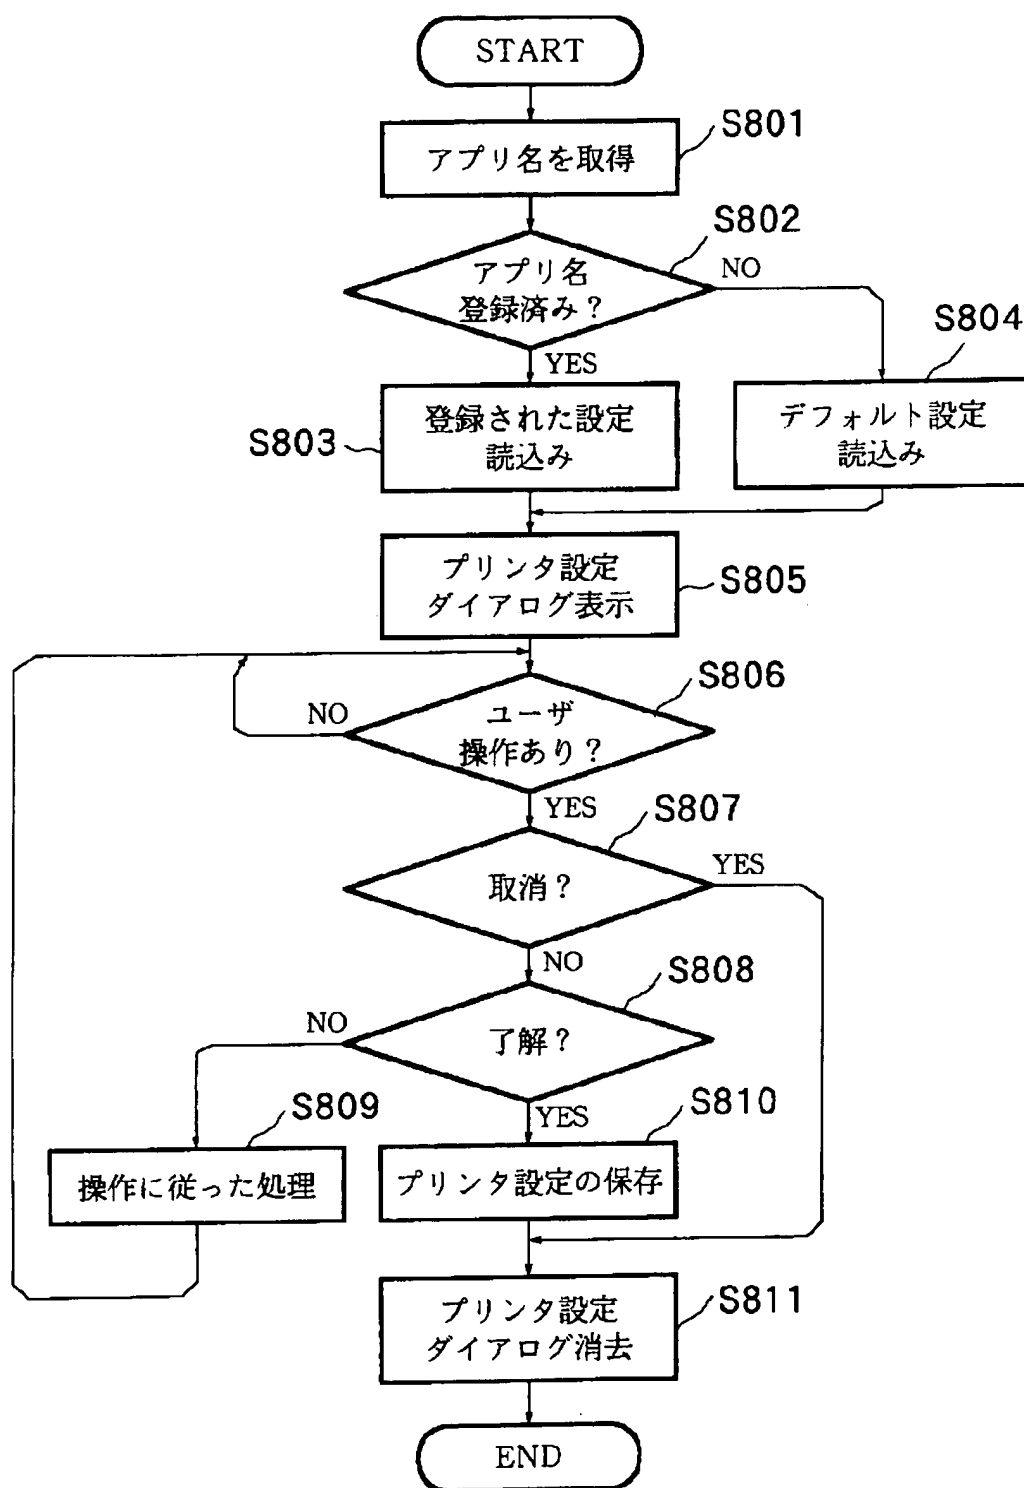 START
アプリ名を取得
S801
アプリ名
登録済み？
S802
NO
YES
登録された設定
読込み
S803
デフォルト設定
読込み
S804
プリンタ設定
ダイアログ表示
S805
ユーザ
操作あり？
S806
NO
YES
取消？
S807
YES
NO
了解？
S808
NO
YES
操作に従った処理
S809
プリンタ設定の保存
S810
プリンタ設定
ダイアログ消去
S811
END